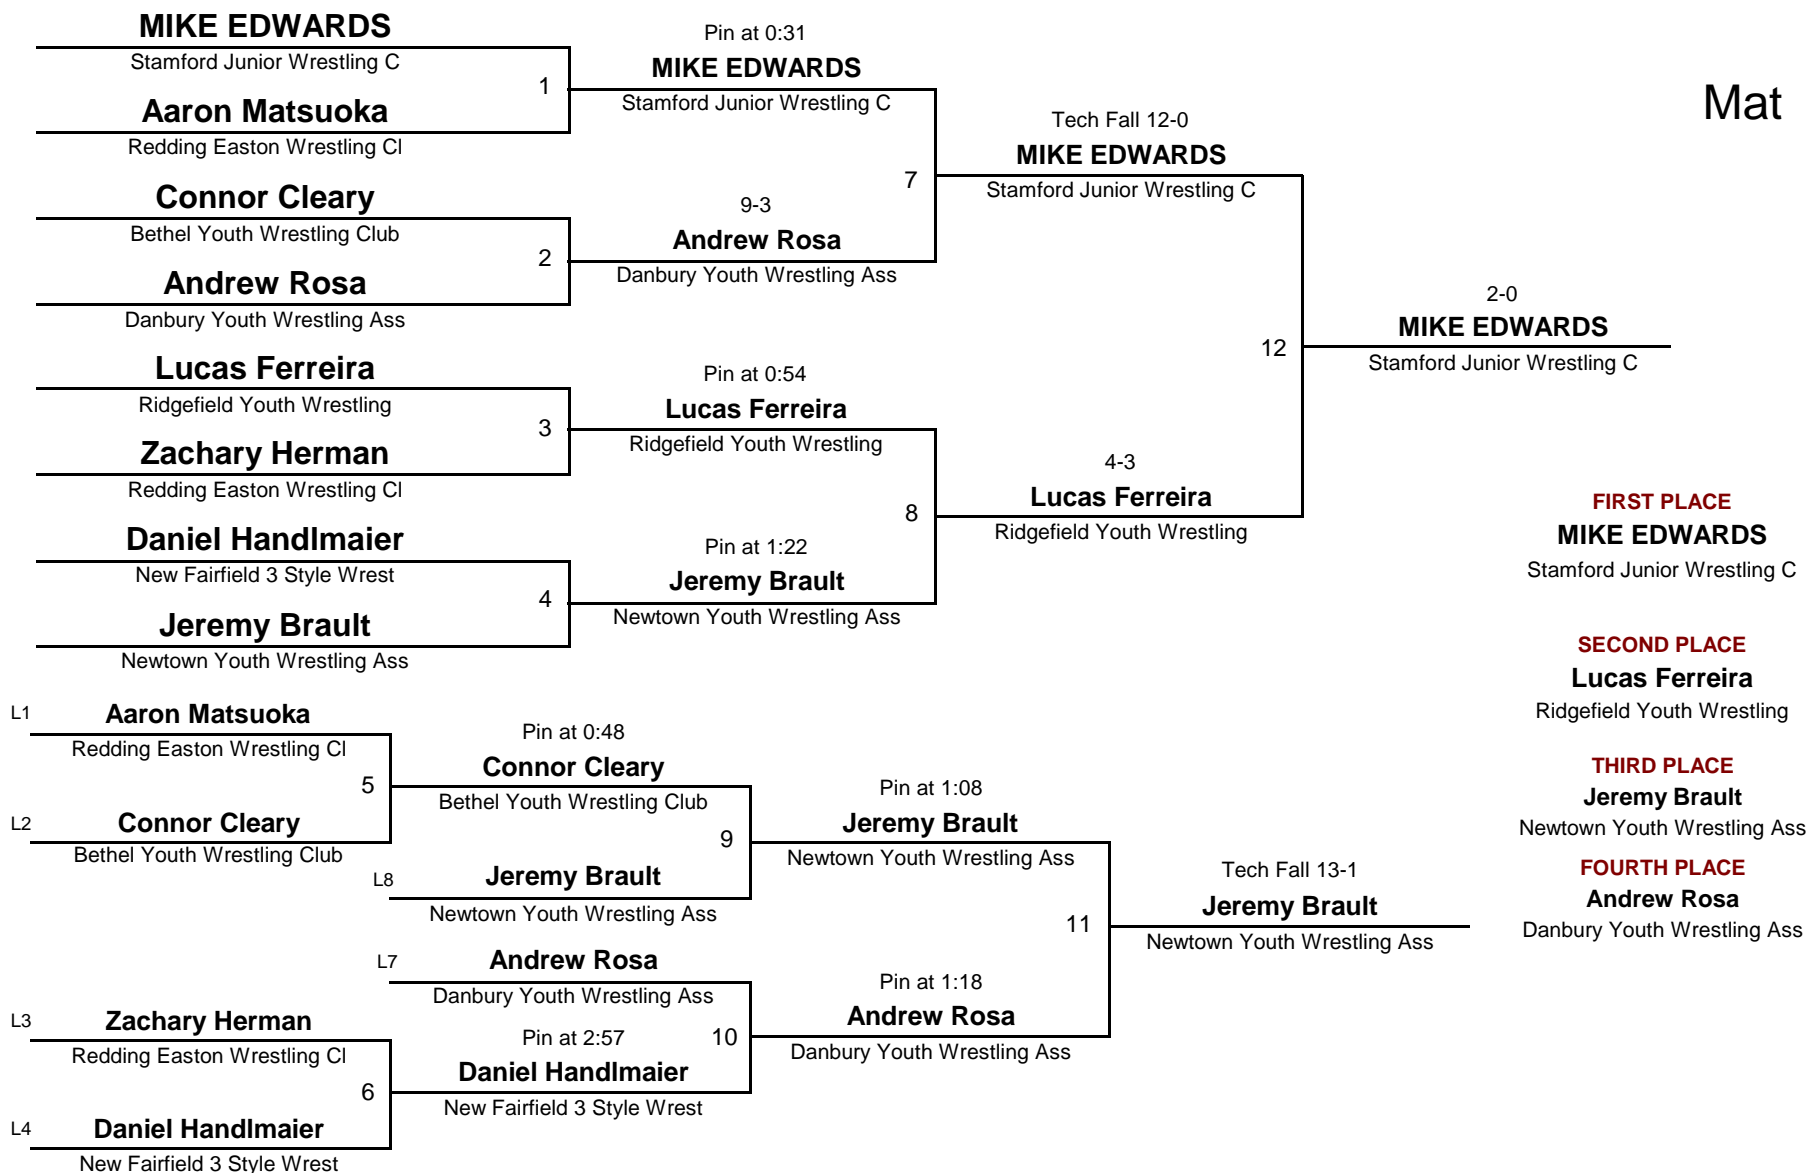 MIKE EDWARDS
Stamford Junior Wrestling C
1
Aaron Matsuoka
Redding Easton Wrestling Cl
Connor Cleary
Bethel Youth Wrestling Club
2
Andrew Rosa
Danbury Youth Wrestling Ass
Lucas Ferreira
Ridgefield Youth Wrestling
3
Zachary Herman
Redding Easton Wrestling Cl
Daniel Handlmaier
New Fairfield 3 Style Wrest
4
Jeremy Brault
Newtown Youth Wrestling Ass
Pin at 0:31
MIKE EDWARDS
Stamford Junior Wrestling C
7
9-3
Andrew Rosa
Danbury Youth Wrestling Ass
Pin at 0:54
Lucas Ferreira
Ridgefield Youth Wrestling
8
Pin at 1:22
Jeremy Brault
Newtown Youth Wrestling Ass
Tech Fall 12-0
MIKE EDWARDS
Stamford Junior Wrestling C
12
4-3
Lucas Ferreira
Ridgefield Youth Wrestling
2-0
MIKE EDWARDS
Stamford Junior Wrestling C
Mat
FIRST PLACE
MIKE EDWARDS
Stamford Junior Wrestling C
SECOND PLACE
Lucas Ferreira
Ridgefield Youth Wrestling
THIRD PLACE
Jeremy Brault
Newtown Youth Wrestling Ass
FOURTH PLACE
Andrew Rosa
Danbury Youth Wrestling Ass
L1
Aaron Matsuoka
Redding Easton Wrestling Cl
5
L2
Connor Cleary
Bethel Youth Wrestling Club
L3
Zachary Herman
Redding Easton Wrestling Cl
6
L4
Daniel Handlmaier
New Fairfield 3 Style Wrest
Pin at 0:48
Connor Cleary
Bethel Youth Wrestling Club
9
L8
Jeremy Brault
Newtown Youth Wrestling Ass
L7
Andrew Rosa
Danbury Youth Wrestling Ass
10
Pin at 2:57
Daniel Handlmaier
New Fairfield 3 Style Wrest
Pin at 1:08
Jeremy Brault
Newtown Youth Wrestling Ass
11
Pin at 1:18
Andrew Rosa
Danbury Youth Wrestling Ass
Tech Fall 13-1
Jeremy Brault
Newtown Youth Wrestling Ass